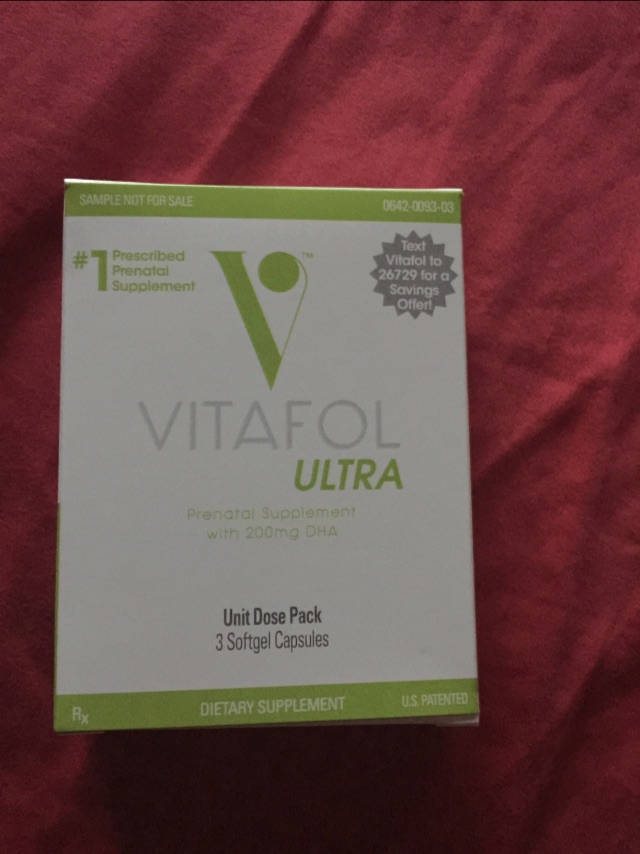 SAMPLE NOT FOR SALE
0642-0093-03
#1 Prescribed
Prenatal
Supplement
Text
Vitafol to
26729 for a
Savings
Offer!
V™
VITAFOL
ULTRA
Prenatal Supplement
with 200mg DHA
Unit Dose Pack
3 Softgel Capsules
Rx
DIETARY SUPPLEMENT
U.S. PATENTED